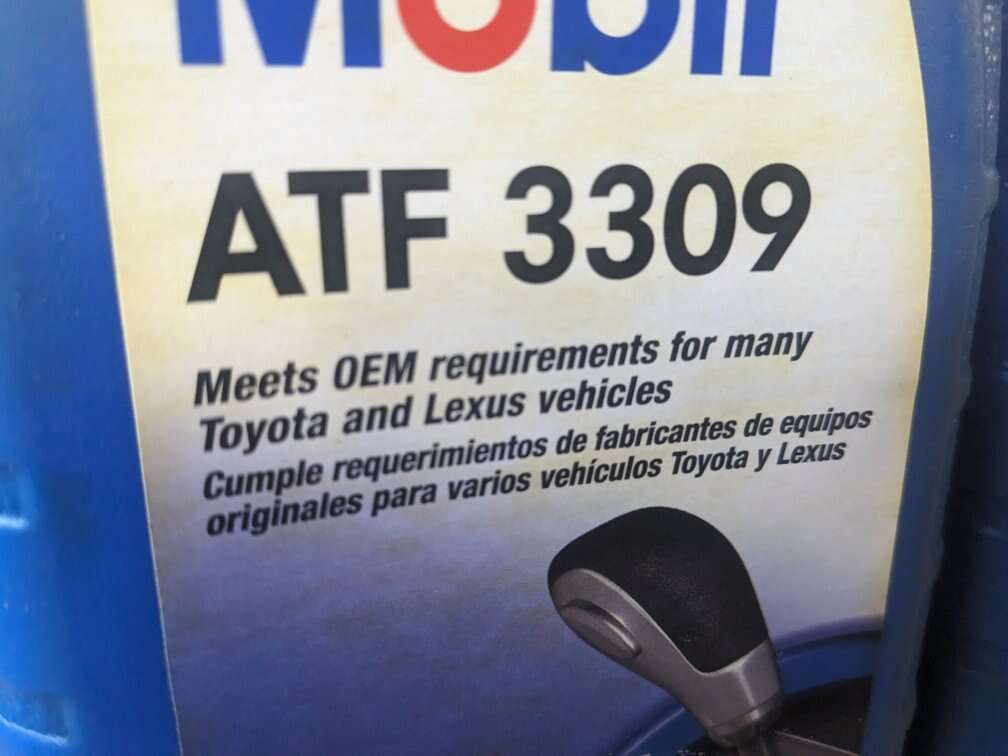 Mobil
ATF 3309
Meets OEM requirements for many
Toyota and Lexus vehicles
Cumple requerimientos de fabricantes de equipos
originales para varios vehículos Toyota y Lexus